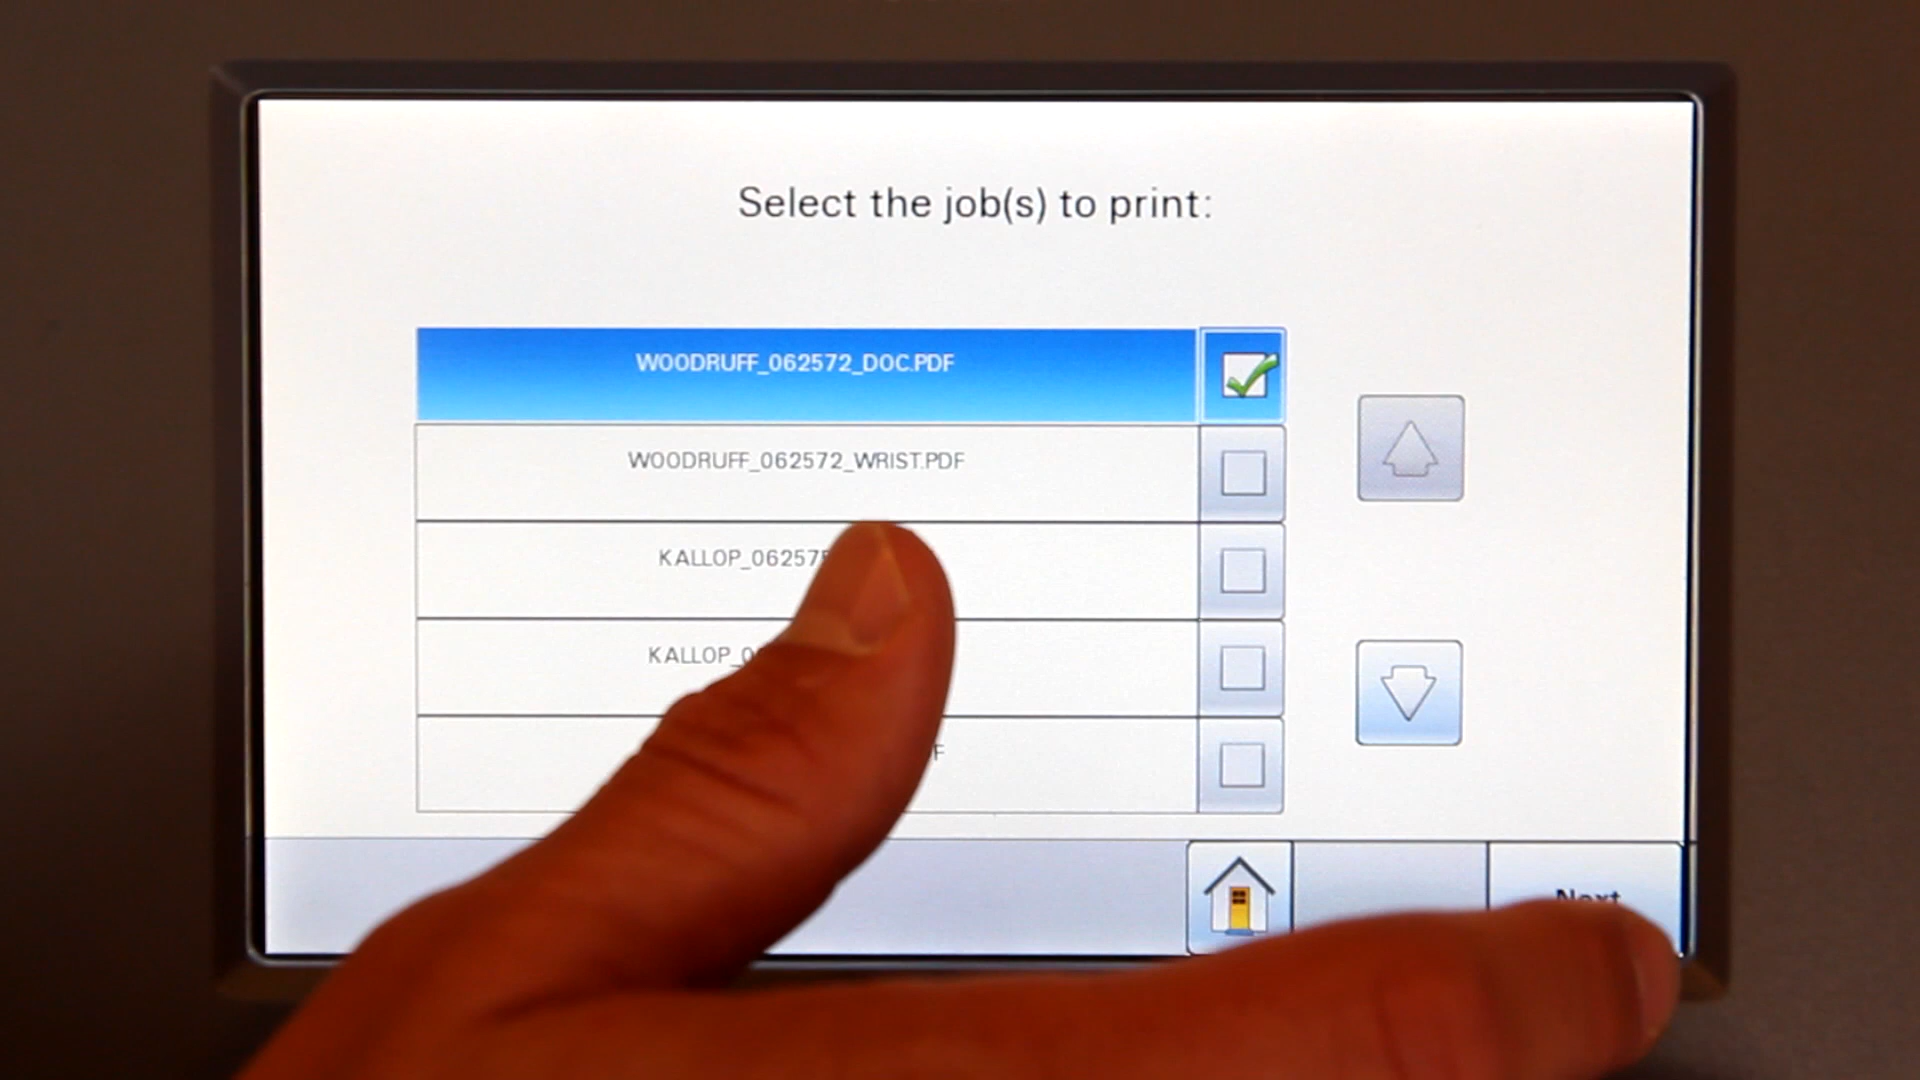 Select the job(s) to print:
WOODRUFF_062572_DOC.PDF
WOODRUFF_062572_WRIST.PDF
KALLOP_06257
KALLOP_0
F
Next